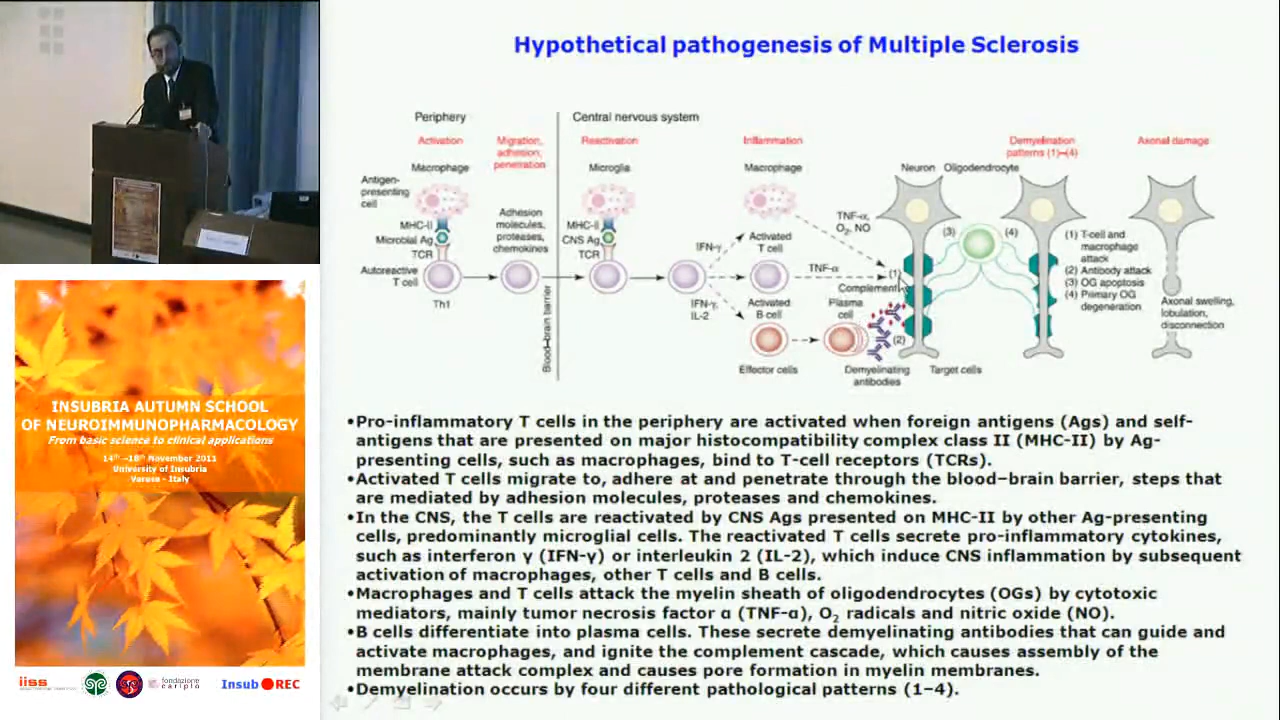 Hypothetical pathogenesis of Multiple Sclerosis
Periphery
Central nervous system
Activation
Migration,
adhesion,
penetration
Reactivation
Inflammation
Demyelination
patterns (1)–(4)
Axonal damage
Macrophage
Microglia
Macrophage
Neuron
Oligodendrocyte
Antigen-
presenting
cell
MHC-II
Microbial Ag
TCR
Autoreactive
T cell
Th1
Adhesion
molecules,
proteases,
chemokines
Blood–brain barrier
MHC-II
CNS Ag
TCR
IFN-γ
IFN-γ,
IL-2
Activated
T cell
TNF-α,
O2, NO
TNF-α
Activated
B cell
Effector cells
Complement
Plasma
cell
Demyelinating
antibodies
Target cells
(1)
(2)
(3)
(4)
(1) T-cell and
macrophage
attack
(2) Antibody attack
(3) OG apoptosis
(4) Primary OG
degeneration
Axonal swelling,
lobulation,
disconnection
•Pro-inflammatory T cells in the periphery are activated when foreign antigens (Ags) and self-
antigens that are presented on major histocompatibility complex class II (MHC-II) by Ag-
presenting cells, such as macrophages, bind to T-cell receptors (TCRs).
•Activated T cells migrate to, adhere at and penetrate through the blood–brain barrier, steps that
are mediated by adhesion molecules, proteases and chemokines.
•In the CNS, the T cells are reactivated by CNS Ags presented on MHC-II by other Ag-presenting
cells, predominantly microglial cells. The reactivated T cells secrete pro-inflammatory cytokines,
such as interferon γ (IFN-γ) or interleukin 2 (IL-2), which induce CNS inflammation by subsequent
activation of macrophages, other T cells and B cells.
•Macrophages and T cells attack the myelin sheath of oligodendrocytes (OGs) by cytotoxic
mediators, mainly tumor necrosis factor α (TNF-α), O2 radicals and nitric oxide (NO).
•B cells differentiate into plasma cells. These secrete demyelinating antibodies that can guide and
activate macrophages, and ignite the complement cascade, which causes assembly of the
membrane attack complex and causes pore formation in myelin membranes.
•Demyelination occurs by four different pathological patterns (1–4).
INSUBRIA AUTUMN SCHOOL
OF NEUROIMMUNOPHARMACOLOGY
From basic science to clinical applications
14th –18th November 2011
University of Insubria
Varese - Italy
iiss
fondazione
cariplo
Insub REC